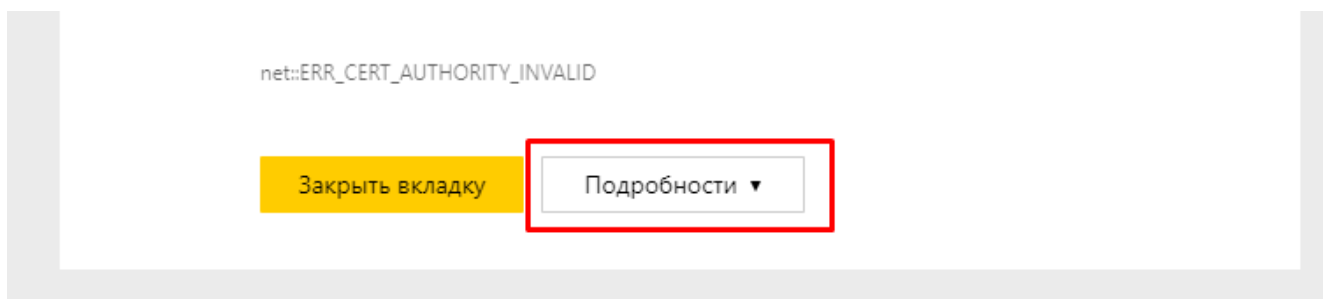 net::ERR_CERT_AUTHORITY_INVALID
Закрыть вкладку Подробности ▼